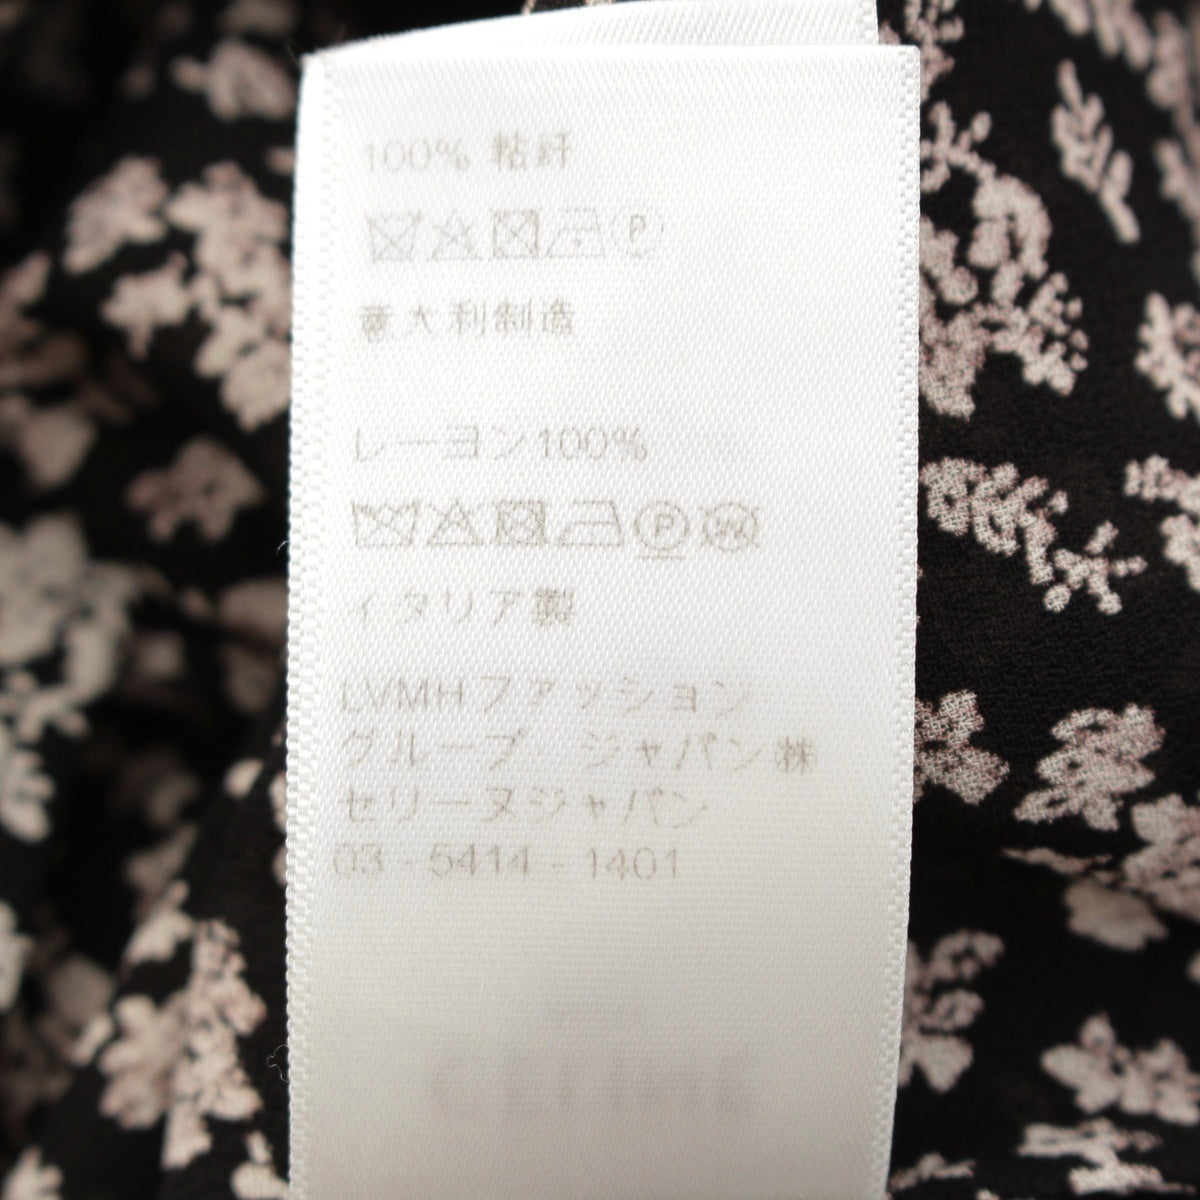 100% 粘纤
意大利制造
レーヨン100%
イタリア製
LVMHファッション
グループ ジャパン㈱
セリーヌジャパン
03-5414-1401